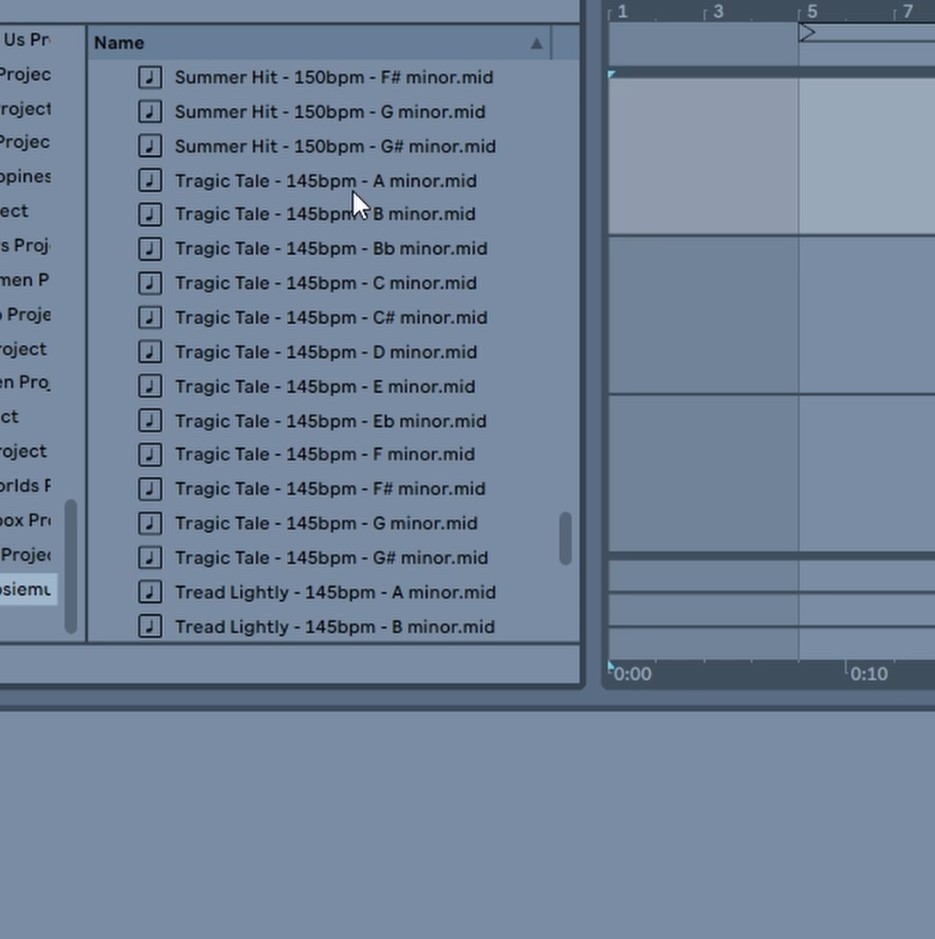 1 3 5 7
Us Pr
Name
Projec
Summer Hit - 150bpm - F# minor.mid
roject
Summer Hit - 150bpm - G minor.mid
Projec
Summer Hit - 150bpm - G# minor.mid
ppines
Tragic Tale - 145bpm - A minor.mid
ect
Tragic Tale - 145bpm - B minor.mid
s Proj
Tragic Tale - 145bpm - Bb minor.mid
men P
Tragic Tale - 145bpm - C minor.mid
Proje
Tragic Tale - 145bpm - C# minor.mid
roject
Tragic Tale - 145bpm - D minor.mid
en Proj
Tragic Tale - 145bpm - E minor.mid
ct
Tragic Tale - 145bpm - Eb minor.mid
roject
Tragic Tale - 145bpm - F minor.mid
orlds P
Tragic Tale - 145bpm - F# minor.mid
box Pr
Tragic Tale - 145bpm - G minor.mid
Projec
Tragic Tale - 145bpm - G# minor.mid
osiemu
Tread Lightly - 145bpm - A minor.mid
Tread Lightly - 145bpm - B minor.mid
0:00 0:10